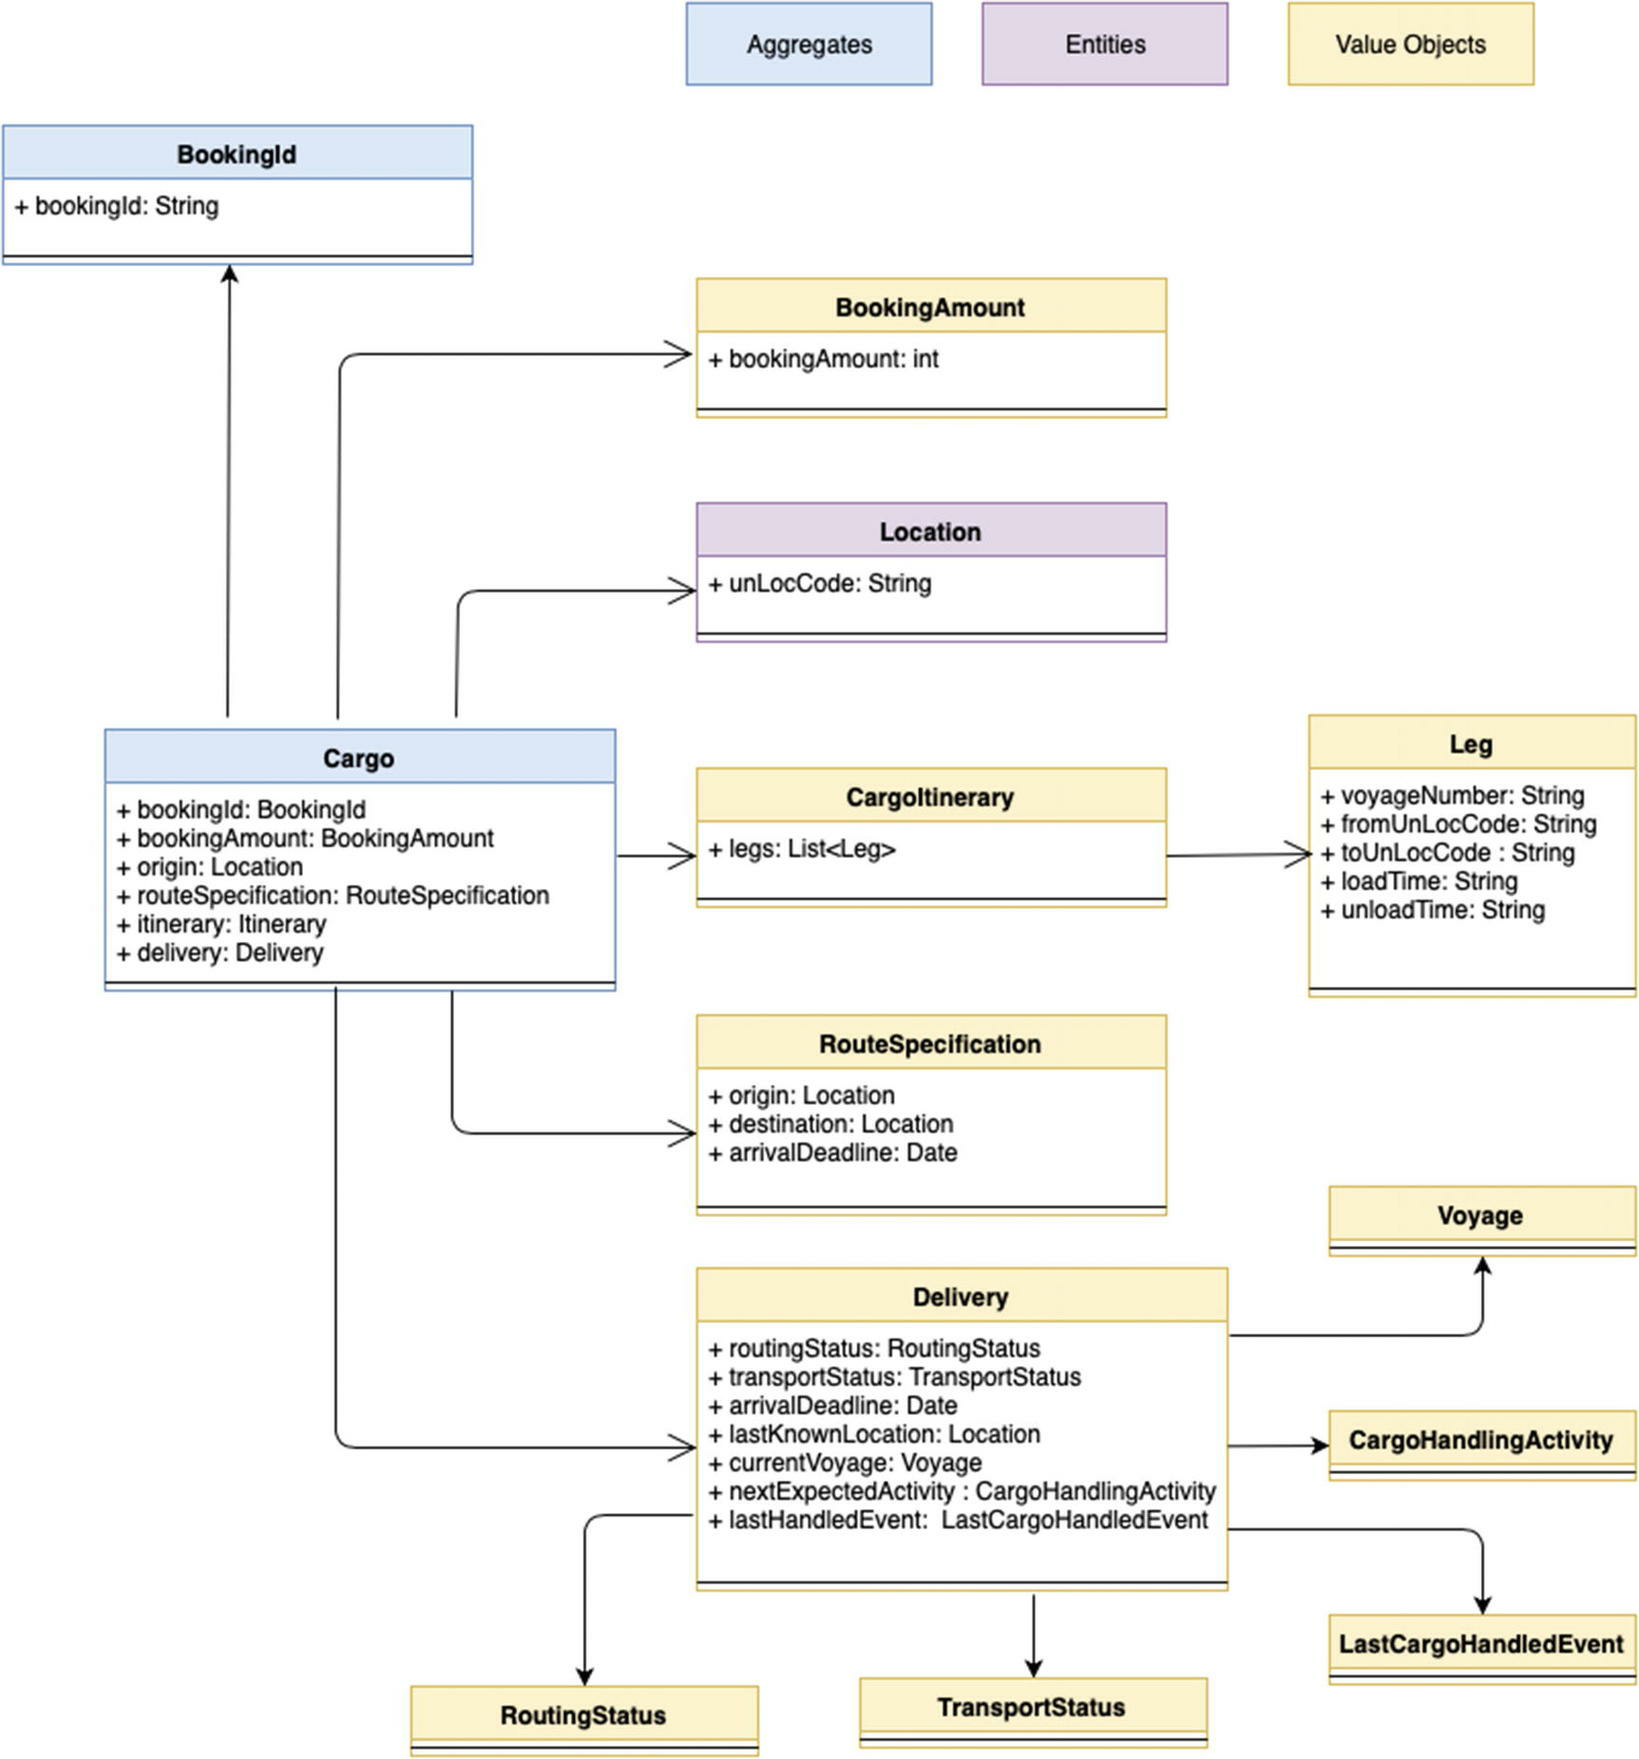 Aggregates
Entities
Value Objects
BookingId
+ bookingId: String
BookingAmount
+ bookingAmount: int
Location
+ unLocCode: String
Cargo
+ bookingId: BookingId
+ bookingAmount: BookingAmount
+ origin: Location
+ routeSpecification: RouteSpecification
+ itinerary: Itinerary
+ delivery: Delivery
CargoItinerary
+ legs: List<Leg>
Leg
+ voyageNumber: String
+ fromUnLocCode: String
+ toUnLocCode : String
+ loadTime: String
+ unloadTime: String
RouteSpecification
+ origin: Location
+ destination: Location
+ arrivalDeadline: Date
Voyage
Delivery
+ routingStatus: RoutingStatus
+ transportStatus: TransportStatus
+ arrivalDeadline: Date
+ lastKnownLocation: Location
+ currentVoyage: Voyage
+ nextExpectedActivity : CargoHandlingActivity
+ lastHandledEvent:  LastCargoHandledEvent
CargoHandlingActivity
LastCargoHandledEvent
RoutingStatus
TransportStatus